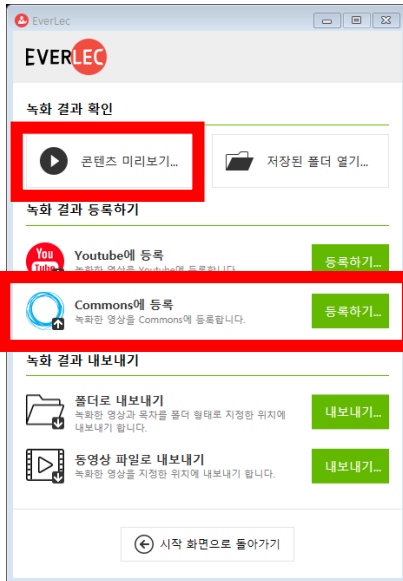 EverLec
EVERLEC
녹화 결과 확인
콘텐츠 미리보기...
저장된 폴더 열기...
녹화 결과 등록하기
You
Tube
Youtube에 등록
녹화한 영상을 Youtube에 등록합니다.
등록하기...
Commons에 등록
녹화한 영상을 Commons에 등록합니다.
등록하기...
녹화 결과 내보내기
폴더로 내보내기
녹화한 영상과 목차를 폴더 형태로 지정한 위치에
내보내기 합니다.
내보내기...
동영상 파일로 내보내기
녹화한 영상을 지정한 위치에 내보내기 합니다.
내보내기...
시작 화면으로 돌아가기